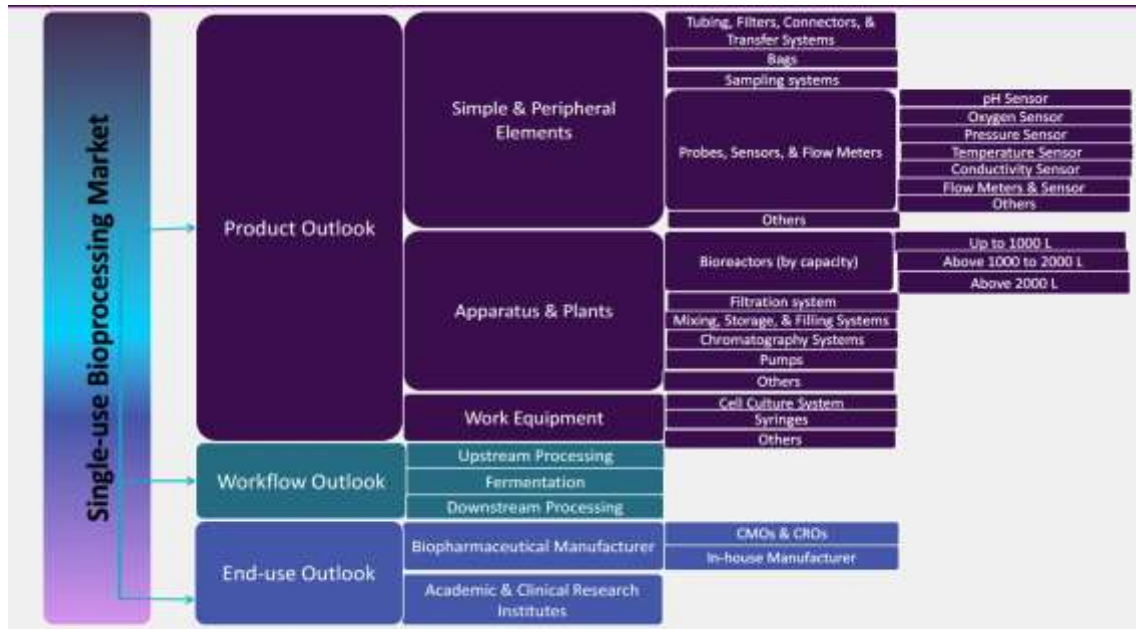 Single-use Bioprocessing Market
Product Outlook
Simple & Peripheral
Elements
Tubing, Filters, Connectors, &
Transfer Systems
Bags
Sampling systems
Probes, Sensors, & Flow Meters
pH Sensor
Oxygen Sensor
Pressure Sensor
Temperature Sensor
Conductivity Sensor
Flow Meters & Sensor
Others
Others
Apparatus & Plants
Bioreactors (by capacity)
Up to 1000 L
Above 1000 to 2000 L
Above 2000 L
Filtration system
Mixing, Storage, & Filling Systems
Chromatography Systems
Pumps
Others
Work Equipment
Cell Culture System
Syringes
Others
Workflow Outlook
Upstream Processing
Fermentation
Downstream Processing
End-use Outlook
Biopharmaceutical Manufacturer
CMOs & CROs
In-house Manufacturer
Academic & Clinical Research
Institutes